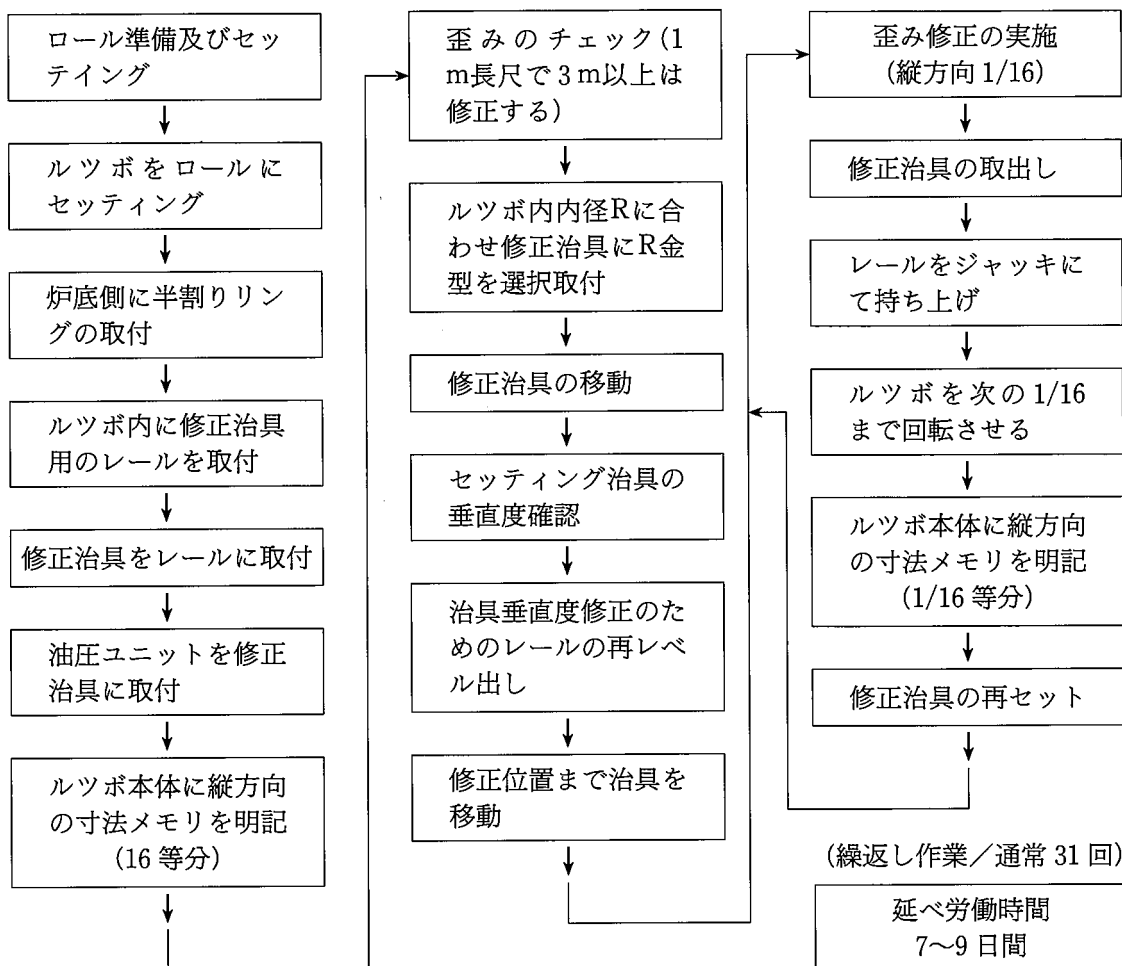 ロール準備及びセッ
テイング
ルツボをロールに
セッティング
炉底側に半割りリン
グの取付
ルツボ内に修正治具
用のレールを取付
修正治具をレールに取付
油圧ユニットを修正
治具に取付
ルツボ本体に縦方向
の寸法メモリを明記
(16 等分)
歪みのチェック(1
m長尺で3m以上は
修正する)
ルツボ内内径Rに合
わせ修正治具にR金
型を選択取付
修正治具の移動
セッティング治具の
垂直度確認
治具垂直度修正のた
めのレールの再レベ
ル出し
修正位置まで治具を
移動
歪み修正の実施
(縦方向 1/16)
修正治具の取出し
レールをジャッキに
て持ち上げ
ルツボを次の 1/16
まで回転させる
ルツボ本体に縦方向
の寸法メモリを明記
(1/16 等分)
修正治具の再セット
(繰返し作業/通常 31 回)
延べ労働時間
7〜9 日間